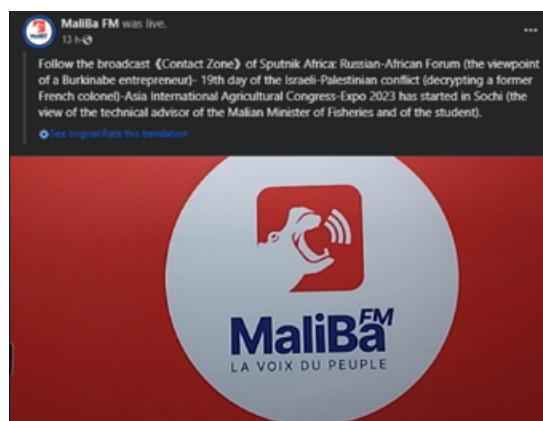 MaliBa FM was live.
13 h
Follow the broadcast 《Contact Zone》 of Sputnik Africa: Russian-African Forum (the viewpoint
of a Burkinabe entrepreneur)- 19th day of the Israeli-Palestinian conflict (decrypting a former
French colonel)-Asia International Agricultural Congress-Expo 2023 has started in Sochi (the
view of the technical advisor of the Malian Minister of Fisheries and of the student).
See original·Rate this translation
MaliBa FM
LA VOIX DU PEUPLE